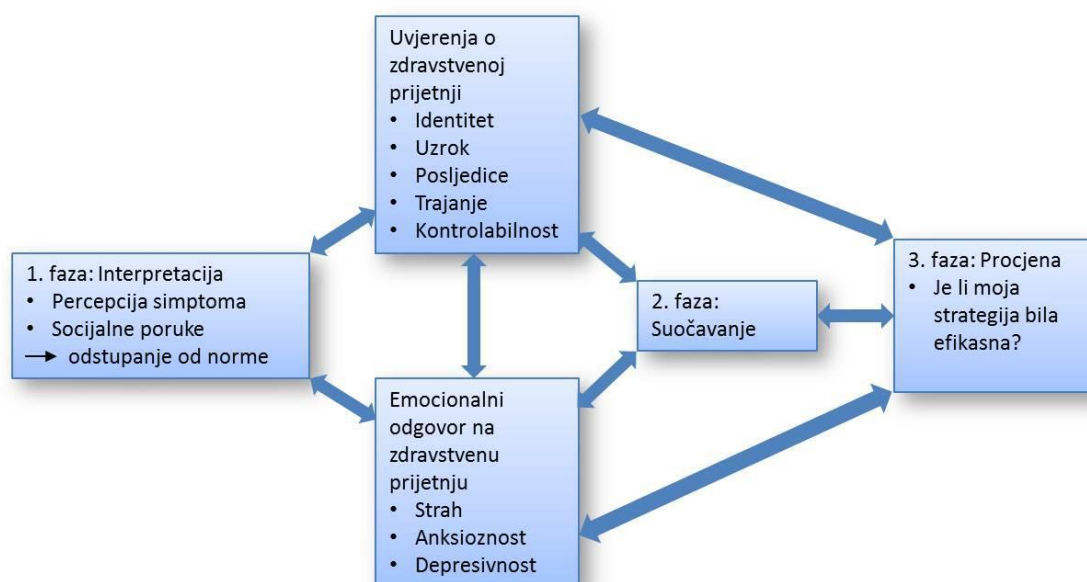 Uvjerenja o
zdravstvenoj
prijetnji
• Identitet
• Uzrok
• Posljedice
• Trajanje
• Kontrolabilnost
1. faza: Interpretacija
• Percepcija simptoma
• Socijalne poruke
→ odstupanje od norme
2. faza:
Suočavanje
3. faza: Procjena
• Je li moja
strategija bila
efikasna?
Emocionalni
odgovor na
zdravstvenu
prijetnju
• Strah
• Anksioznost
• Depresivnost